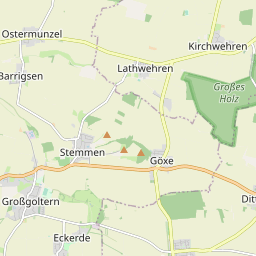 Ostermunzel
Kirchwehren
Lathwehren
Barrigsen
Großes
Holz
Stemmen
Göxe
Großgoltern
Ditt
Eckerde